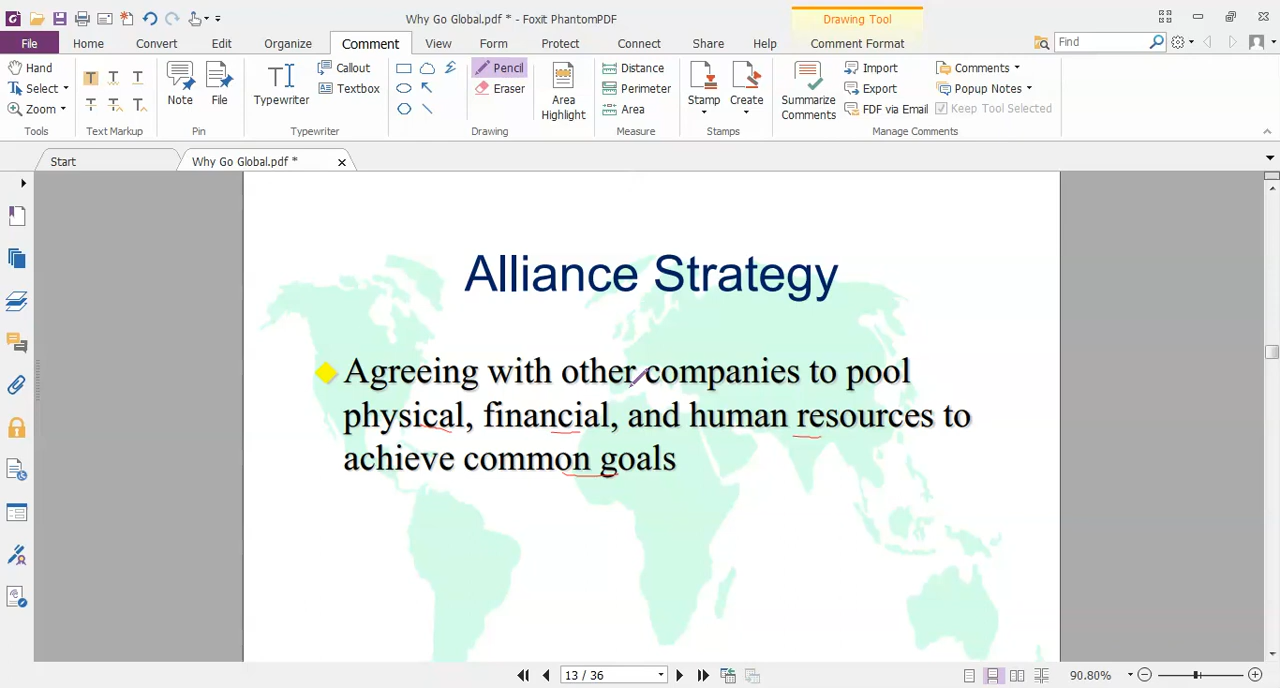 Why Go Global.pdf * - Foxit PhantomPDF
Drawing Tool
File Home Convert Edit Organize Comment View Form Protect Connect Share Help Comment Format Find
Hand Select Zoom
Tools
T T T T T T
Text Markup
Note File
Pin
Typewriter Callout Textbox
Typewriter
Pencil Eraser
Drawing
Area Highlight
Distance Perimeter Area
Measure
Stamp Create
Stamps
Summarize Comments
Import Export FDF via Email
Comments Popup Notes Keep Tool Selected
Manage Comments
Start Why Go Global.pdf *
Alliance Strategy
Agreeing with other companies to pool
physical, financial, and human resources to
achieve common goals
13 / 36 90.80%